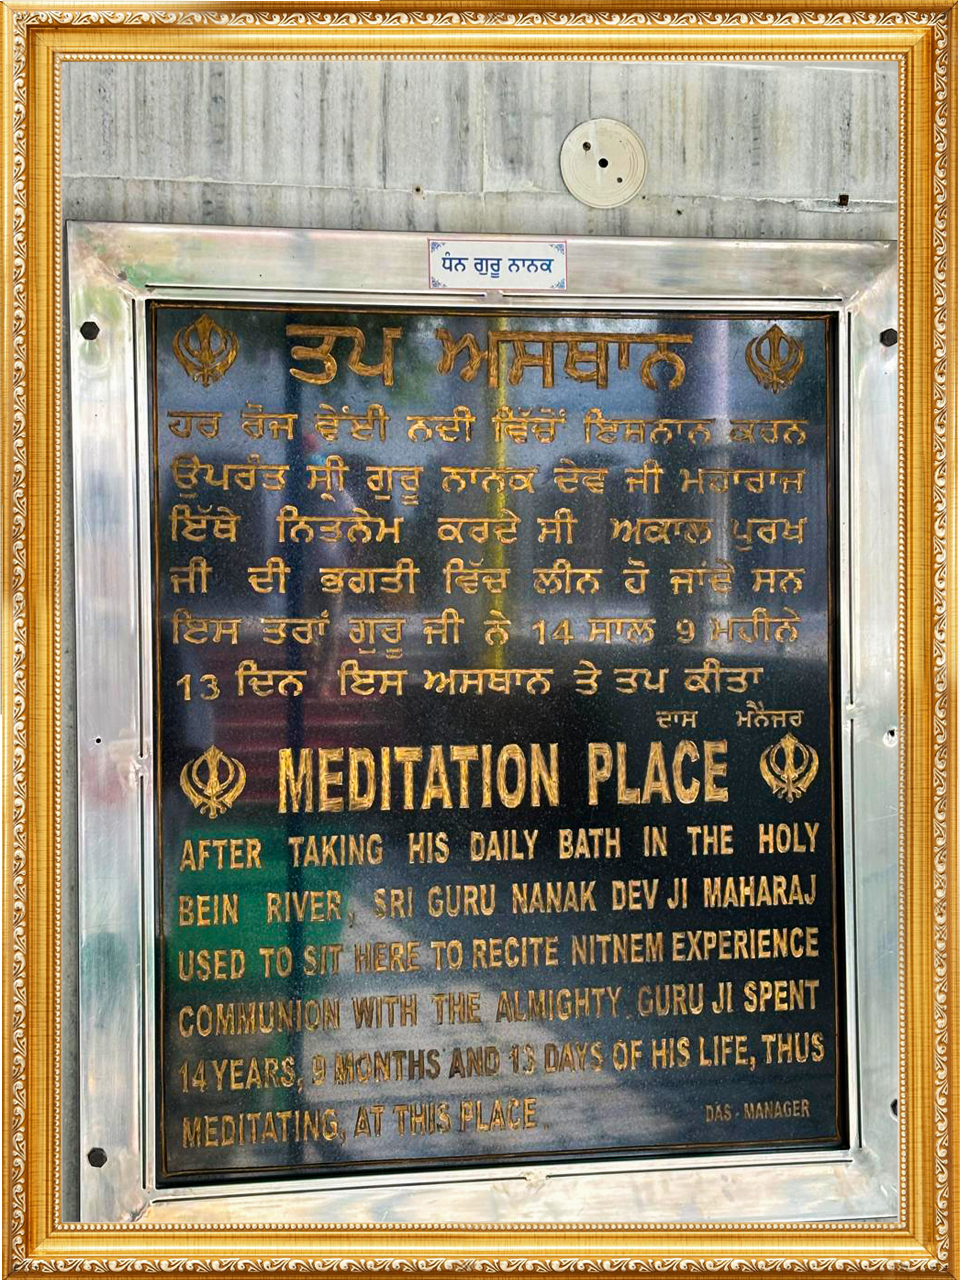 ਧੰਨ ਗੁਰੂ ਨਾਨਕ
ਤਪ ਅਸਥਾਨ
ਹਰ ਰੋਜ ਵੇਂਈ ਨਦੀ ਵਿੱਚੋਂ ਇਸਨਾਨ ਕਰਨ
ਉਪਰੰਤ ਸ੍ਰੀ ਗੁਰੂ ਨਾਨਕ ਦੇਵ ਜੀ ਮਹਾਰਾਜ
ਇੱਥੇ ਨਿਤਨੇਮ ਕਰਦੇ ਸੀ ਅਕਾਲ ਪੁਰਖ
ਜੀ ਦੀ ਭਗਤੀ ਵਿੱਚ ਲੀਨ ਹੋ ਜਾਂਦੇ ਸਨ
ਇਸ ਤਰਾਂ ਗੁਰੂ ਜੀ ਨੇ 14 ਸਾਲ 9 ਮਹੀਨੇ
13 ਦਿਨ ਇਸ ਅਸਥਾਨ ਤੇ ਤਪ ਕੀਤਾ
ਦਾਸ ਮਨੈਜਰ
MEDITATION PLACE
AFTER TAKING HIS DAILY BATH IN THE HOLY
BEIN RIVER, SRI GURU NANAK DEV JI MAHARAJ
USED TO SIT HERE TO RECITE NITNEM EXPERIENCE
COMMUNION WITH THE ALMIGHTY. GURU JI SPENT
14 YEARS, 9 MONTHS AND 13 DAYS OF HIS LIFE, THUS
MEDITATING, AT THIS PLACE.
DAS - MANAGER